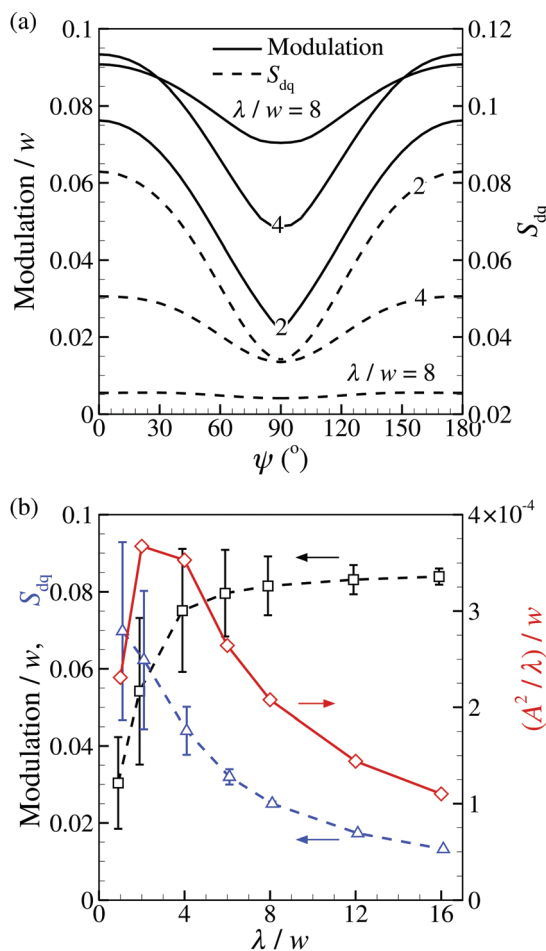 (a)
0.1
0.12
Modulation
S_dq
λ / w = 8
0.08
0.1
2
0.06
0.08
Modulation / w
S_dq
4
4
0.04
0.06
0.02
2
0.04
λ / w = 8
0
0.02
0 30 60 90 120 150 180
ψ (°)
(b)
0.1
4×10⁻⁴
0.08
3
0.06
Modulation / w, S_dq
2
(A² / λ) / w
0.04
1
0.02
0
0
0 4 8 12 16
λ / w